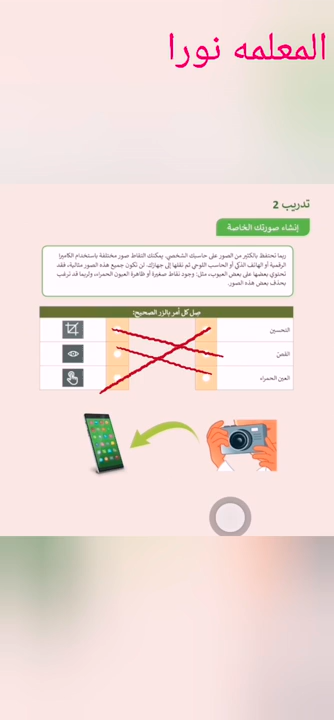 المعلمه نورا
تدريب 2
إنشاء صورتك الخاصة
ربما تحتفظ بالكثير من الصور على حاسبك الشخصي. يمكنك التقاط صور مختلفة باستخدام الكاميرا
الرقمية أو الهاتف الذكي أو الحاسب اللوحي ثم نقلها إلى جهازك. لن تكون جميع هذه الصور مثالية، فقد
تحتوي بعضها على بعض العيوب، مثل: وجود نقاط صغيرة أو ظاهرة العيون الحمراء، ولربما قد ترغب
بحذف بعض هذه الصور.
صل كل أمر بالزر الصحيح:
التحسين
القص
العين الحمراء